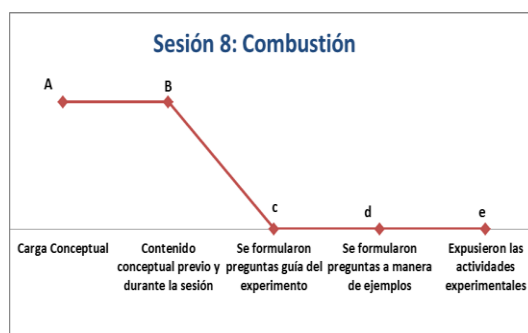 Sesión 8: Combustión
A
B
c
d
e
Carga Conceptual
Contenido
conceptual previo y
durante la sesión
Se formularon
preguntas guía del
experimento
Se formularon
preguntas a manera
de ejemplos
Expusieron las
actividades
experimentales